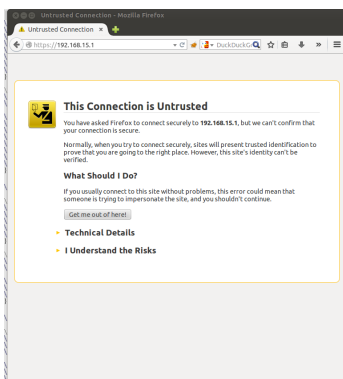 Untrusted Connection - Mozilla Firefox
Untrusted Connection
https://192.168.15.1
DuckDuckG
This Connection is Untrusted
You have asked Firefox to connect securely to 192.168.15.1, but we can't confirm that
your connection is secure.
Normally, when you try to connect securely, sites will present trusted identification to
prove that you are going to the right place. However, this site's identity can't be
verified.
What Should I Do?
If you usually connect to this site without problems, this error could mean that
someone is trying to impersonate the site, and you shouldn't continue.
Get me out of here!
Technical Details
I Understand the Risks